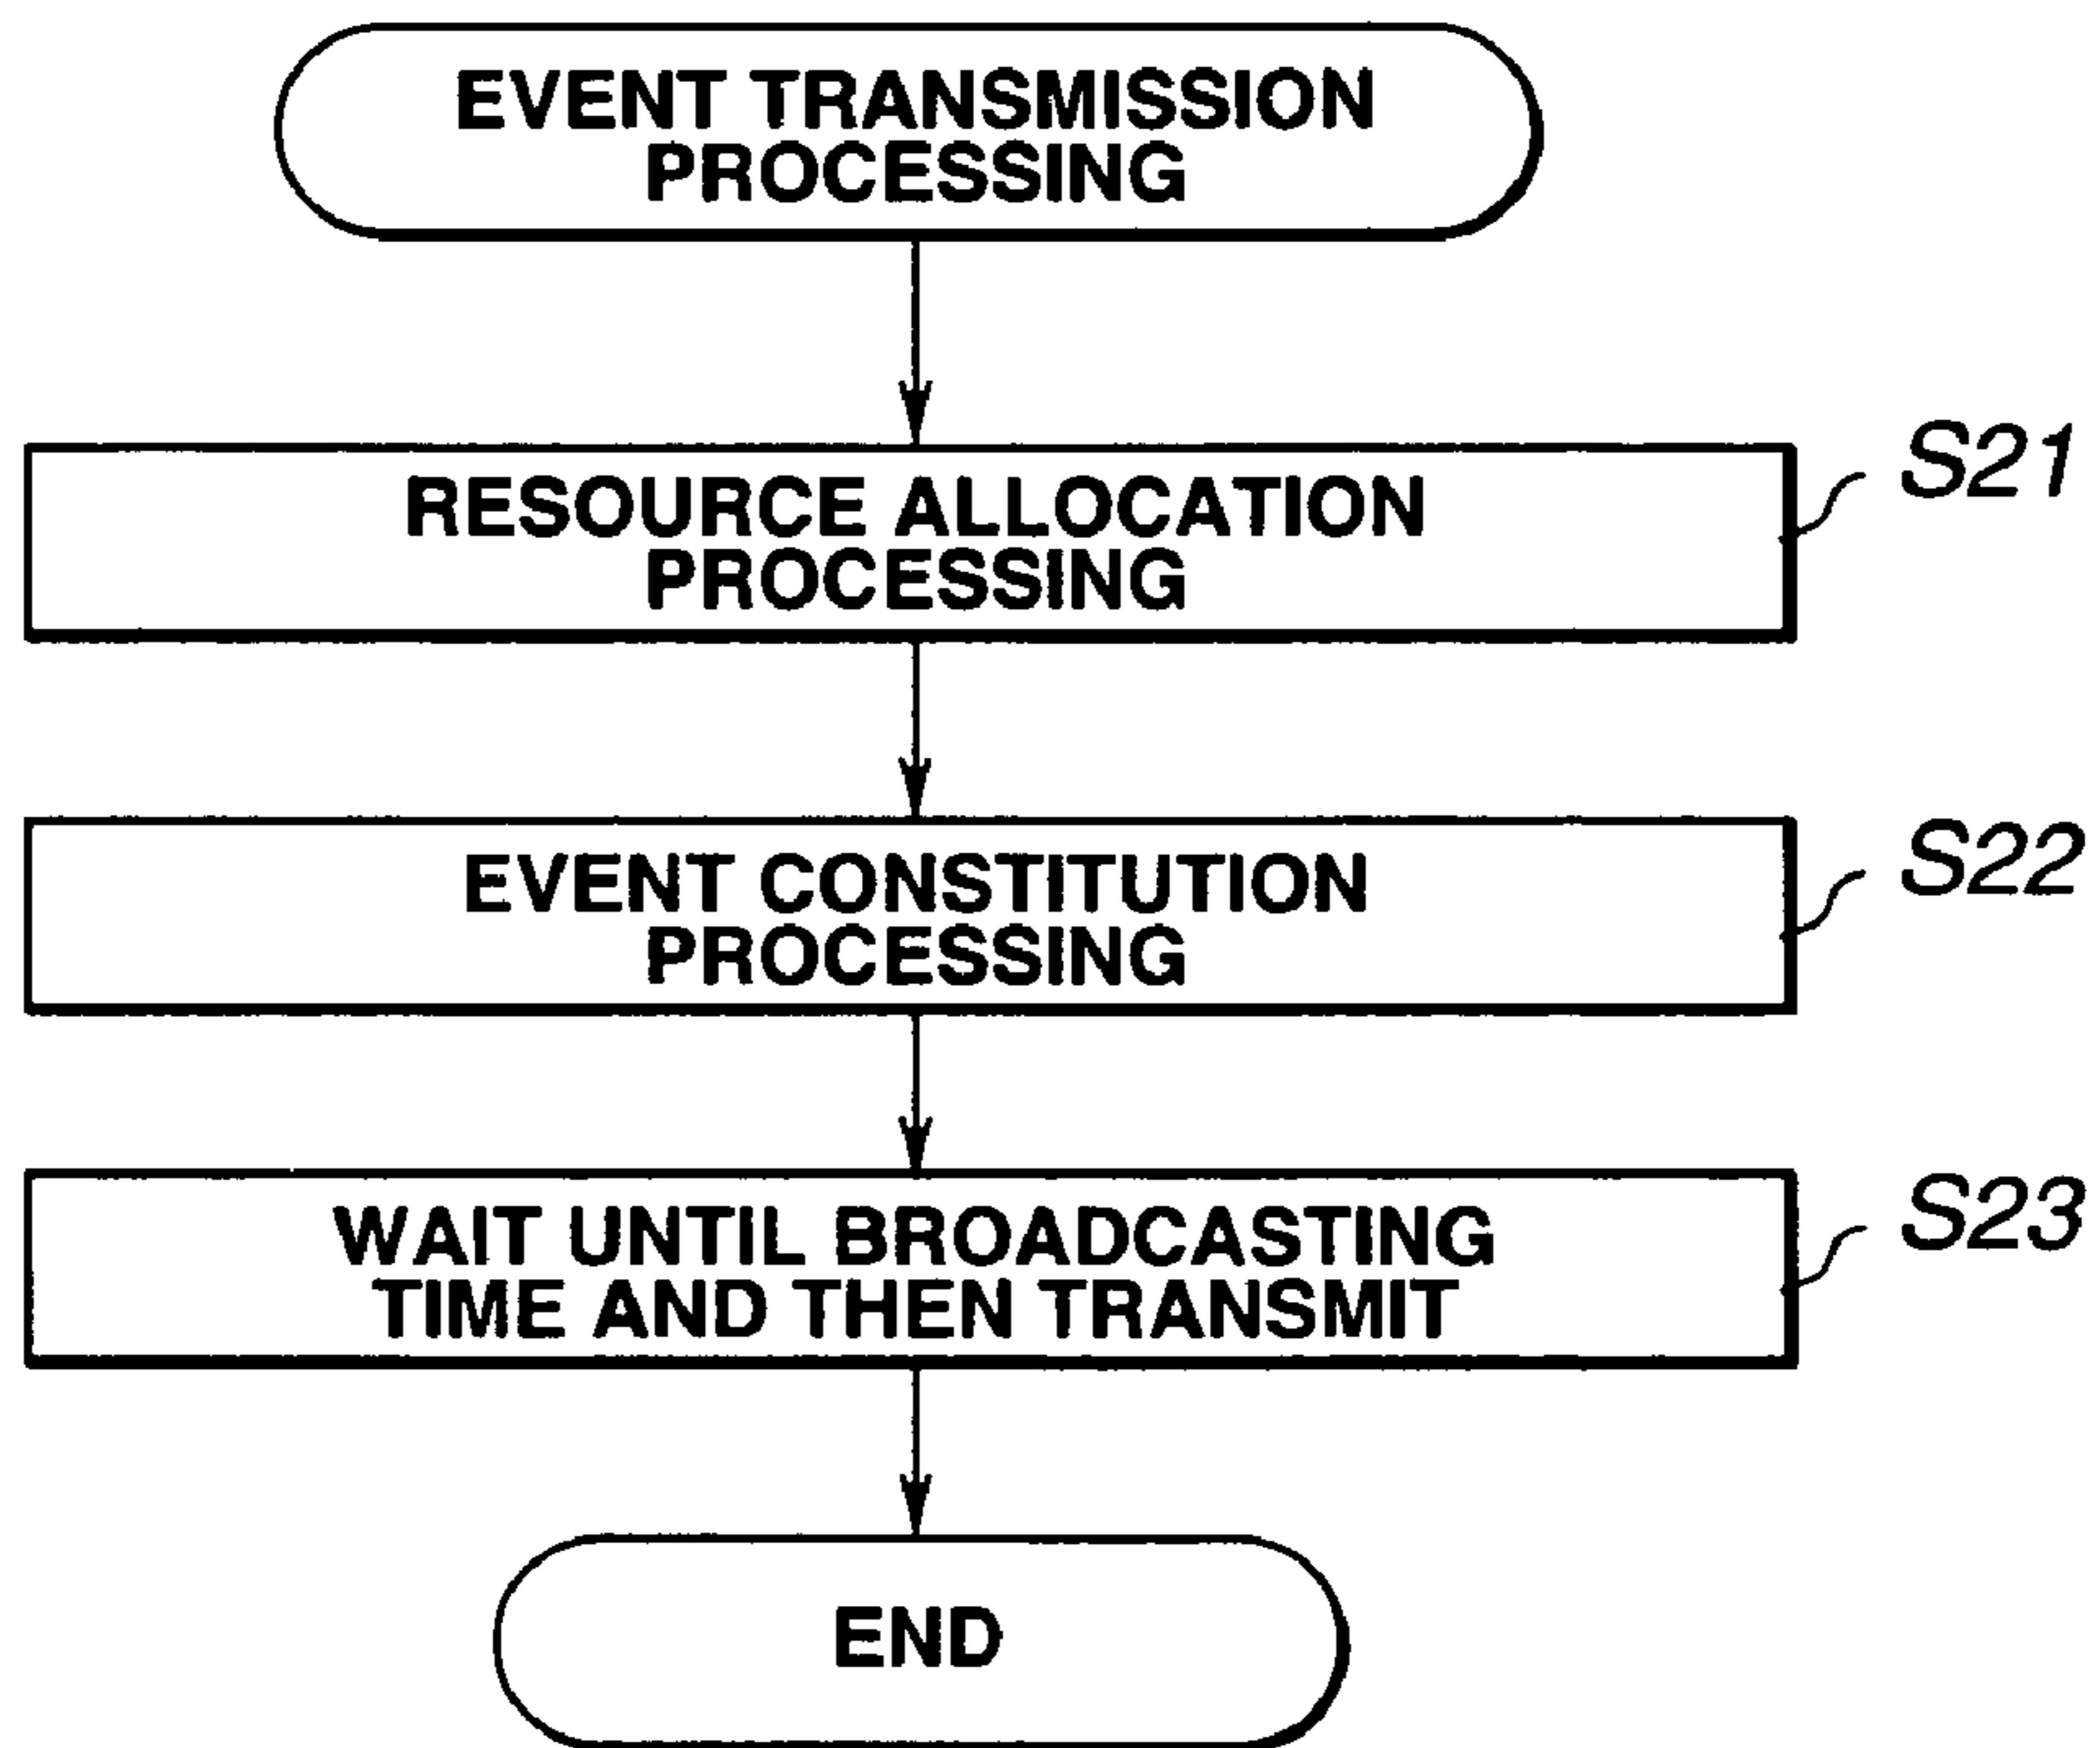 EVENT TRANSMISSION
PROCESSING
RESOURCE ALLOCATION
PROCESSING
S21
EVENT CONSTITUTION
PROCESSING
S22
WAIT UNTIL BROADCASTING
TIME AND THEN TRANSMIT
S23
END